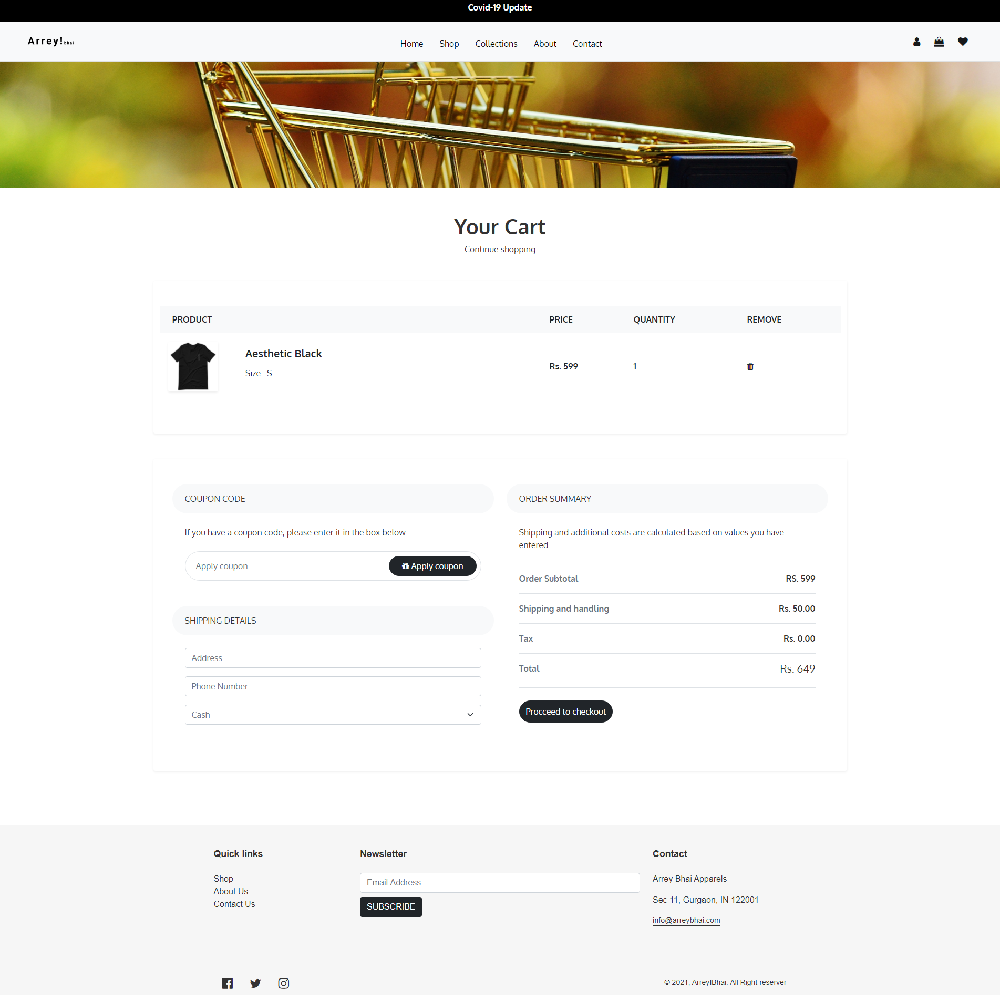 Covid-19 Update
Arrey!bhai.
Home Shop Collections About Contact
Your Cart
Continue shopping
PRODUCT PRICE QUANTITY REMOVE
Aesthetic Black
Size : S
Rs. 599 1
COUPON CODE
If you have a coupon code, please enter it in the box below
Apply coupon Apply coupon
SHIPPING DETAILS
Address
Phone Number
Cash
ORDER SUMMARY
Shipping and additional costs are calculated based on values you have
entered.
Order Subtotal RS. 599
Shipping and handling Rs. 50.00
Tax Rs. 0.00
Total Rs. 649
Procceed to checkout
Quick links
Shop
About Us
Contact Us
Newsletter
Email Address
SUBSCRIBE
Contact
Arrey Bhai Apparels
Sec 11, Gurgaon, IN 122001
info@arreybhai.com
© 2021, Arrey!Bhai. All Right reserver